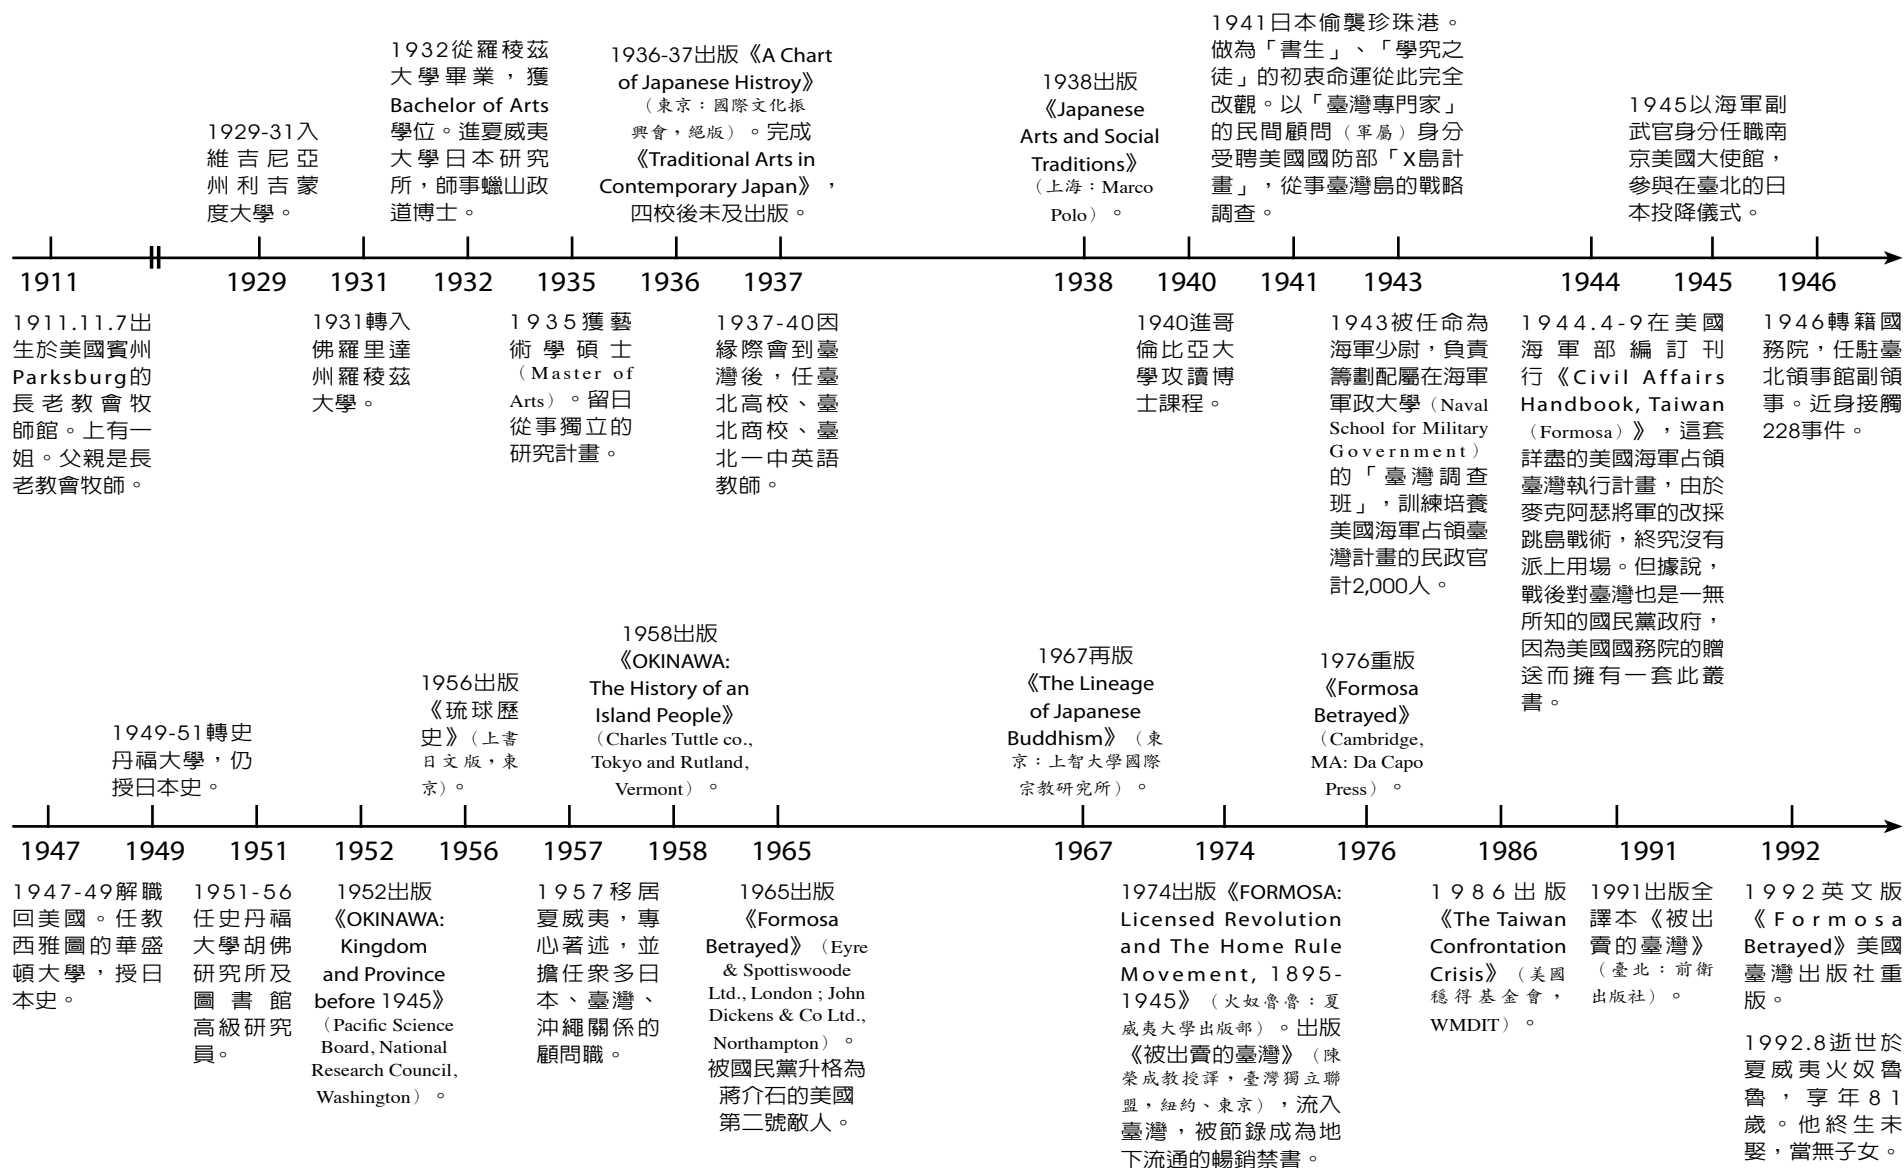 1929-31入
維吉尼亞
州利吉蒙
度大學。
1932從羅稜茲
大學畢業，獲
Bachelor of Arts
學位。進夏威夷
大學日本研究
所，師事蠟山政
道博士。
1936-37出版《A Chart
of Japanese Histroy》
（東京：國際文化振
興會，絕版）。完成
《Traditional Arts in
Contemporary Japan》，
四校後未及出版。
1938出版
《Japanese
Arts and Social
Traditions》
（上海：Marco
Polo）。
1941日本偷襲珍珠港。
做為「書生」、「學究之
徒」的初衷命運從此完全
改觀。以「臺灣專門家」
的民間顧問（軍屬）身分
受聘美國國防部「X島計
畫」，從事臺灣島的戰略
調查。
1945以海軍副
武官身分任職南
京美國大使館，
參與在臺北的日
本投降儀式。
1911 1929 1931 1932 1935 1936 1937 1938 1940 1941 1943 1944 1945 1946
1911.11.7出
生於美國賓州
Parksburg的
長老教會牧
師館。上有一
姐。父親是長
老教會牧師。
1931轉入
佛羅里達
州羅稜茲
大學。
1935獲藝
術學碩士
（Master of
Arts）。留日
從事獨立的
研究計畫。
1937-40因
緣際會到臺
灣後，任臺
北高校、臺
北商校、臺
北一中英語
教師。
1940進哥
倫比亞大
學攻讀博
士課程。
1943被任命為
海軍少尉，負責
籌劃配屬在海軍
軍政大學（Naval
School for Military
Government）
的「臺灣調查
班」，訓練培養
美國海軍占領臺
灣計畫的民政官
計2,000人。
1944.4-9在美國
海軍部編訂刊
行《Civil Affairs
Handbook, Taiwan
（Formosa）》，這套
詳盡的美國海軍占領
臺灣執行計畫，由於
麥克阿瑟將軍的改採
跳島戰術，終究沒有
派上用場。但據說，
戰後對臺灣也是一無
所知的國民黨政府，
因為美國國務院的贈
送而擁有一套此叢
書。
1946轉籍國
務院，任駐臺
北領事館副領
事。近身接觸
228事件。
1949-51轉史
丹福大學，仍
授日本史。
1956出版
《琉球歷
史》（上書
日文版，東
京）。
1958出版
《OKINAWA:
The History of an
Island People》
（Charles Tuttle co.,
Tokyo and Rutland,
Vermont）。
1967再版
《The Lineage
of Japanese
Buddhism》（東
京：上智大學國際
宗教研究所）。
1976重版
《Formosa
Betrayed》
（Cambridge,
MA: Da Capo
Press）。
1947 1949 1951 1952 1956 1957 1958 1965 1967 1974 1976 1986 1991 1992
1947-49解職
回美國。任教
西雅圖的華盛
頓大學，授日
本史。
1951-56
任史丹福
大學胡佛
研究所及
圖書館
高級研究
員。
1952出版
《OKINAWA:
Kingdom
and Province
before 1945》
（Pacific Science
Board, National
Research Council,
Washington）。
1957移居
夏威夷，專
心著述，並
擔任眾多日
本、臺灣、
沖繩關係的
顧問職。
1965出版
《Formosa
Betrayed》（Eyre
& Spottiswoode
Ltd., London ; John
Dickens & Co Ltd.,
Northampton）。
被國民黨升格為
蔣介石的美國
第二號敵人。
1974出版《FORMOSA:
Licensed Revolution
and The Home Rule
Movement, 1895-
1945》（火奴魯魯：夏
威夷大學出版部）。出版
《被出賣的臺灣》（陳
榮成教授譯，臺灣獨立聯
盟，紐約、東京），流入
臺灣，被節錄成為地
下流通的暢銷禁書。
1986出版
《The Taiwan
Confrontation
Crisis》（美國
穩得基金會，
WMDIT）。
1991出版全
譯本《被出
賣的臺灣》
（臺北：前衛
出版社）。
1992英文版
《Formosa
Betrayed》美國
臺灣出版社重
版。
1992.8逝世於
夏威夷火奴魯
魯，享年81
歲。他終生未
娶，當無子女。